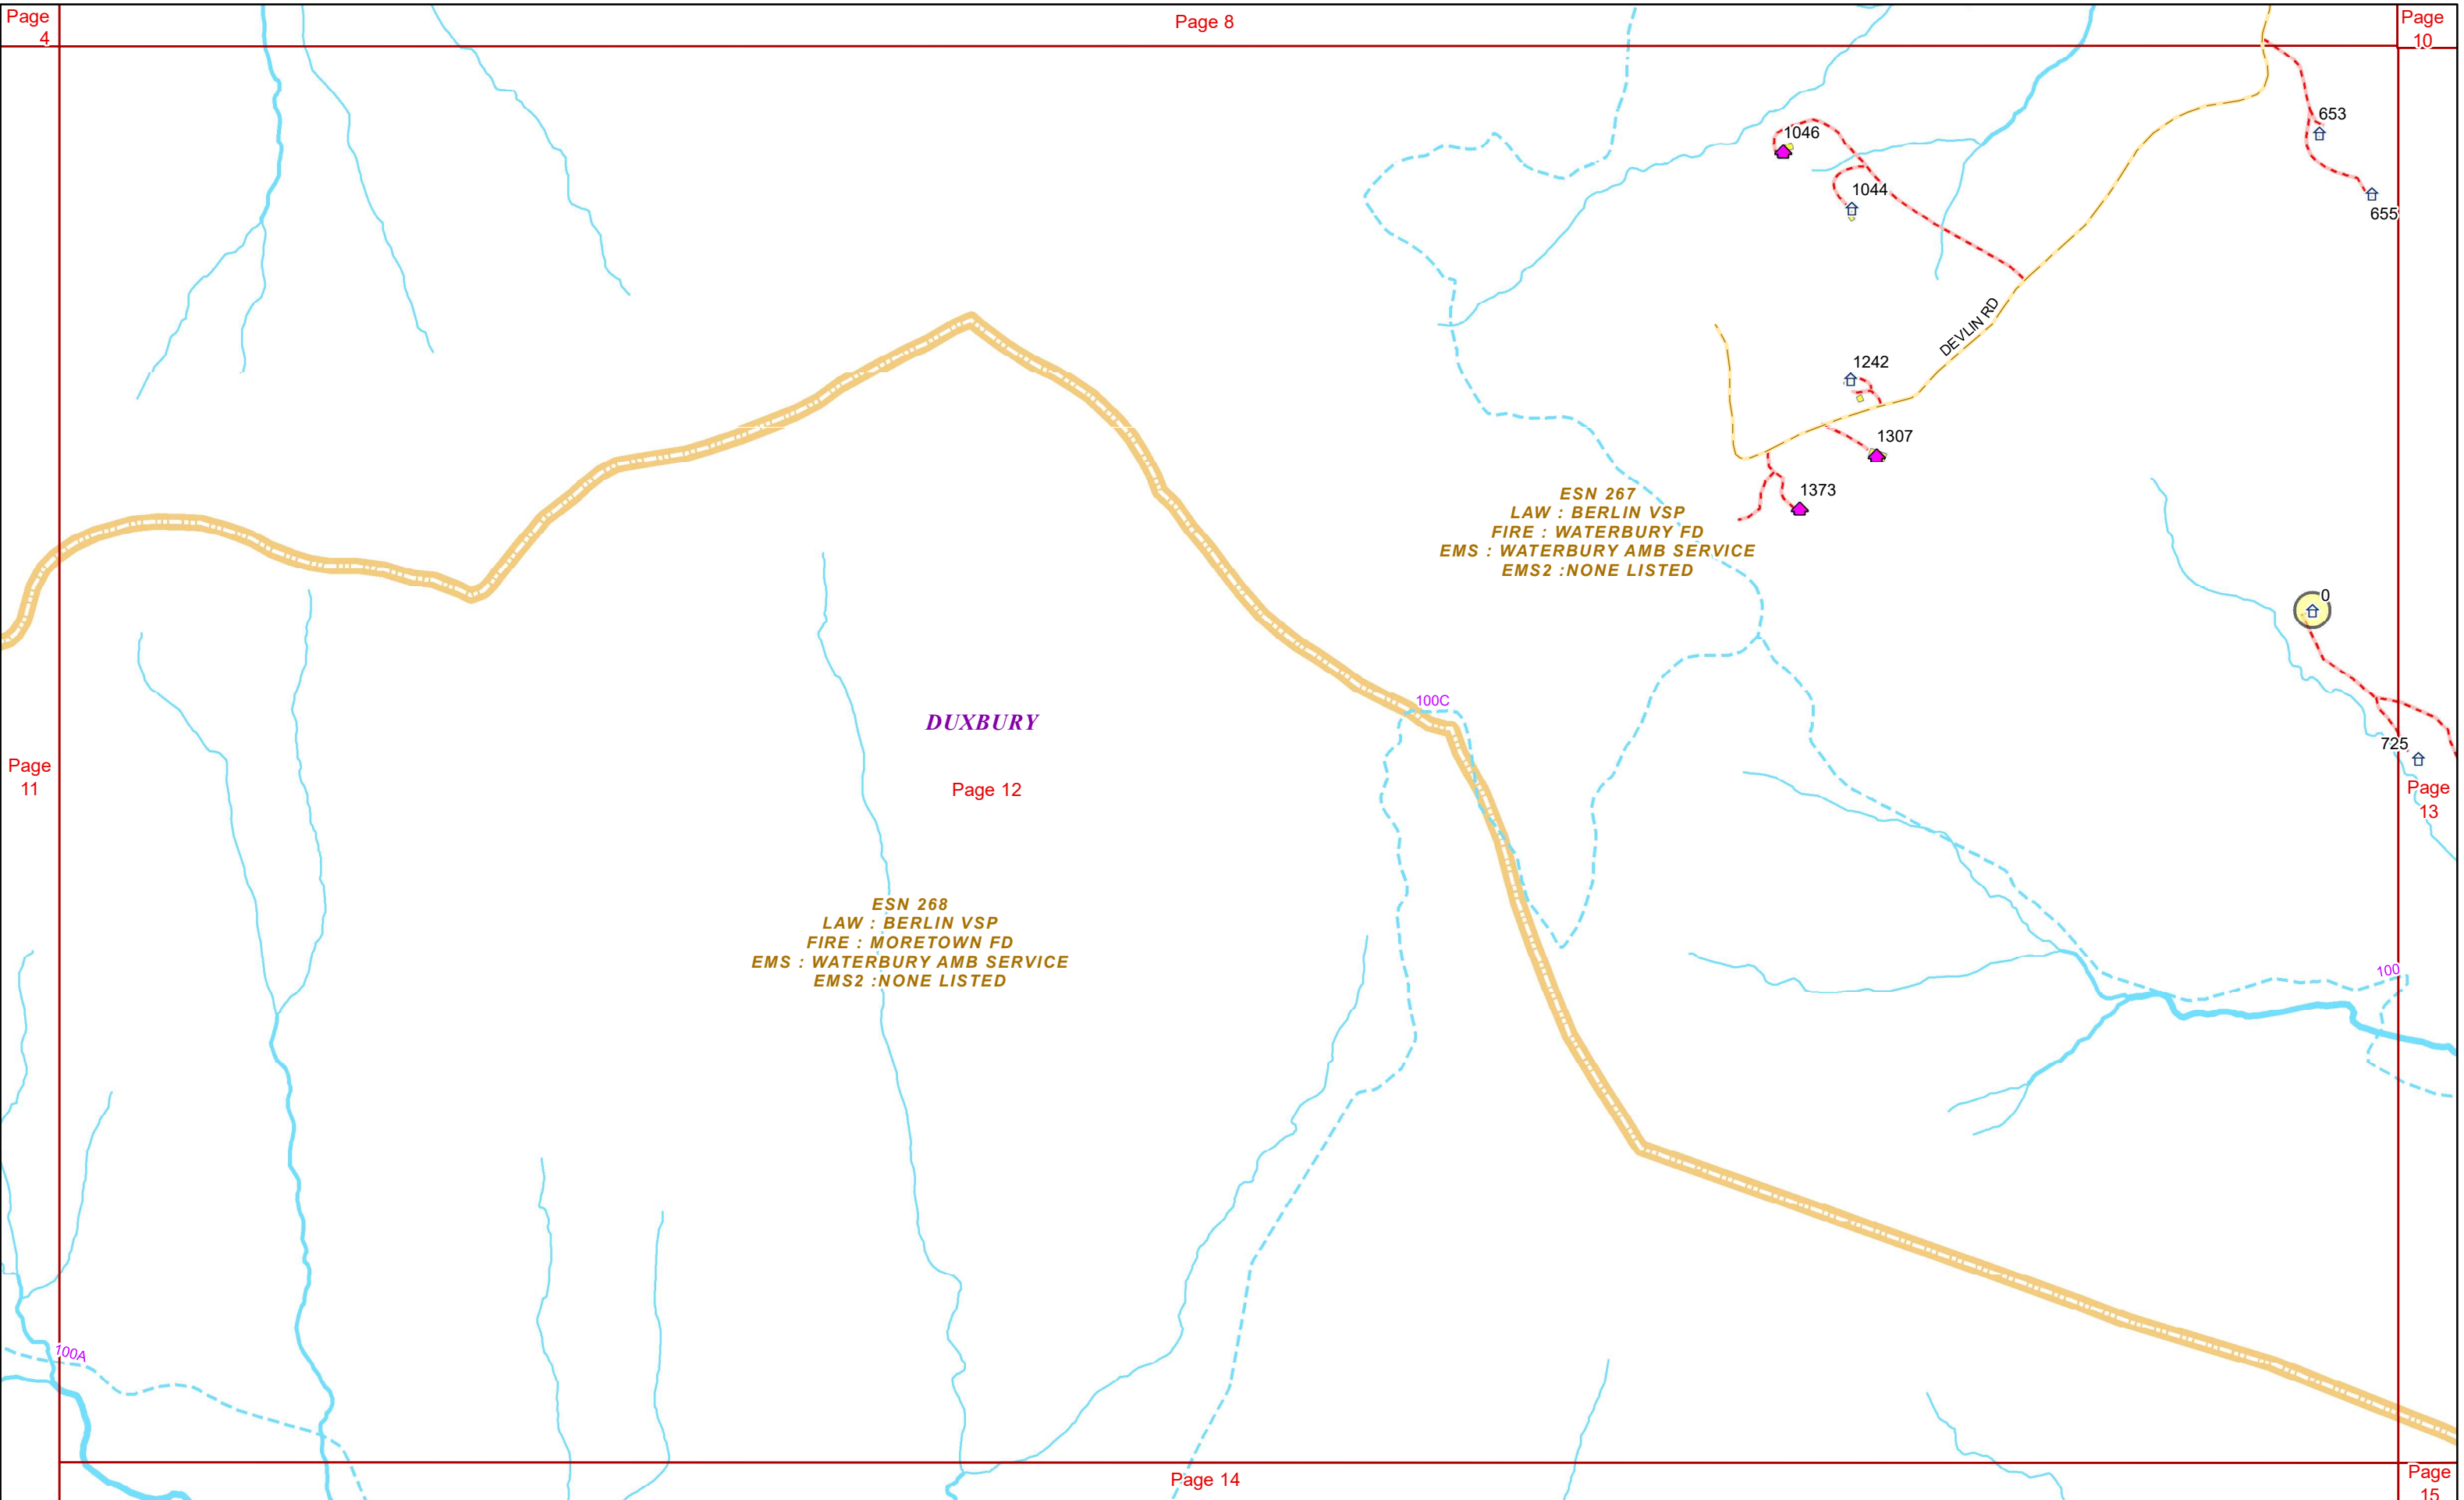 Page
4
Page 8
Page
10
653
1046
1044
655
DEVLIN RD
1242
1307
1373
ESN 267
LAW : BERLIN VSP
FIRE : WATERBURY FD
EMS : WATERBURY AMB SERVICE
EMS2 :NONE LISTED
0
100C
DUXBURY
725
Page
11
Page 12
Page
13
ESN 268
LAW : BERLIN VSP
FIRE : MORETOWN FD
EMS : WATERBURY AMB SERVICE
EMS2 :NONE LISTED
100
100A
Page 14
Page
15